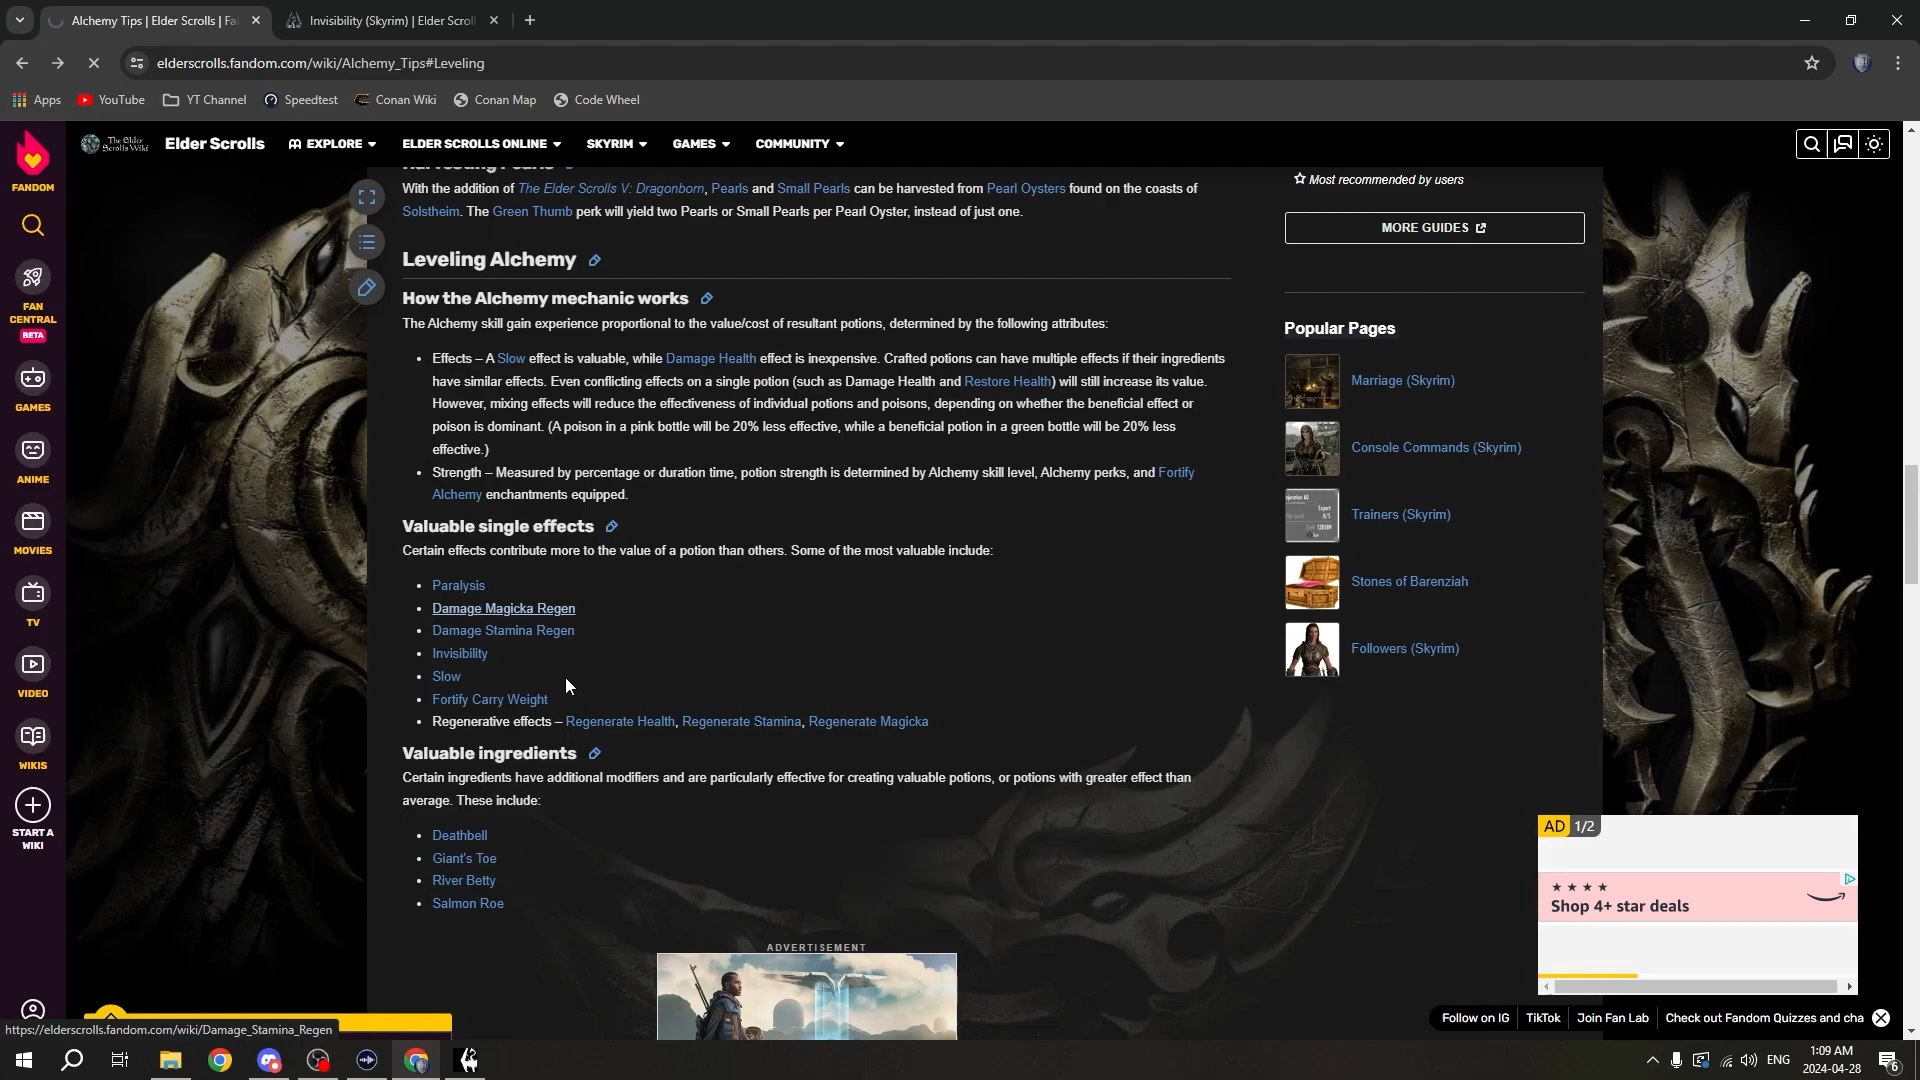 Alchemy Tips | Elder Scrolls | Fa
Invisibility (Skyrim) | Elder Scroll
elderscrolls.fandom.com/wiki/Alchemy_Tips#Leveling
Apps
YouTube
YT Channel
Speedtest
Conan Wiki
Conan Map
Code Wheel
FANDOM
FAN
CENTRAL
BETA
GAMES
ANIME
MOVIES
TV
VIDEO
WIKIS
START A
WIKI
The Elder
Scrolls Wiki
Elder Scrolls
EXPLORE
ELDER SCROLLS ONLINE
SKYRIM
GAMES
COMMUNITY
Harvesting Pearls
With the addition of The Elder Scrolls V: Dragonborn, Pearls and Small Pearls can be harvested from Pearl Oysters found on the coasts of
Solstheim. The Green Thumb perk will yield two Pearls or Small Pearls per Pearl Oyster, instead of just one.
Leveling Alchemy
How the Alchemy mechanic works
The Alchemy skill gain experience proportional to the value/cost of resultant potions, determined by the following attributes:
• Effects – A Slow effect is valuable, while Damage Health effect is inexpensive. Crafted potions can have multiple effects if their ingredients
have similar effects. Even conflicting effects on a single potion (such as Damage Health and Restore Health) will still increase its value.
However, mixing effects will reduce the effectiveness of individual potions and poisons, depending on whether the beneficial effect or
poison is dominant. (A poison in a pink bottle will be 20% less effective, while a beneficial potion in a green bottle will be 20% less
effective.)
• Strength – Measured by percentage or duration time, potion strength is determined by Alchemy skill level, Alchemy perks, and Fortify
Alchemy enchantments equipped.
Valuable single effects
Certain effects contribute more to the value of a potion than others. Some of the most valuable include:
• Paralysis
• Damage Magicka Regen
• Damage Stamina Regen
• Invisibility
• Slow
• Fortify Carry Weight
• Regenerative effects – Regenerate Health, Regenerate Stamina, Regenerate Magicka
Valuable ingredients
Certain ingredients have additional modifiers and are particularly effective for creating valuable potions, or potions with greater effect than
average. These include:
• Deathbell
• Giant's Toe
• River Betty
• Salmon Roe
ADVERTISEMENT
Most recommended by users
MORE GUIDES
Popular Pages
Marriage (Skyrim)
Console Commands (Skyrim)
Trainers (Skyrim)
Stones of Barenziah
Followers (Skyrim)
AD 1/2
Shop 4+ star deals
Follow on IG
TikTok
Join Fan Lab
Check out Fandom Quizzes and cha
https://elderscrolls.fandom.com/wiki/Damage_Stamina_Regen
ENG
1:09 AM
2024-04-28
6